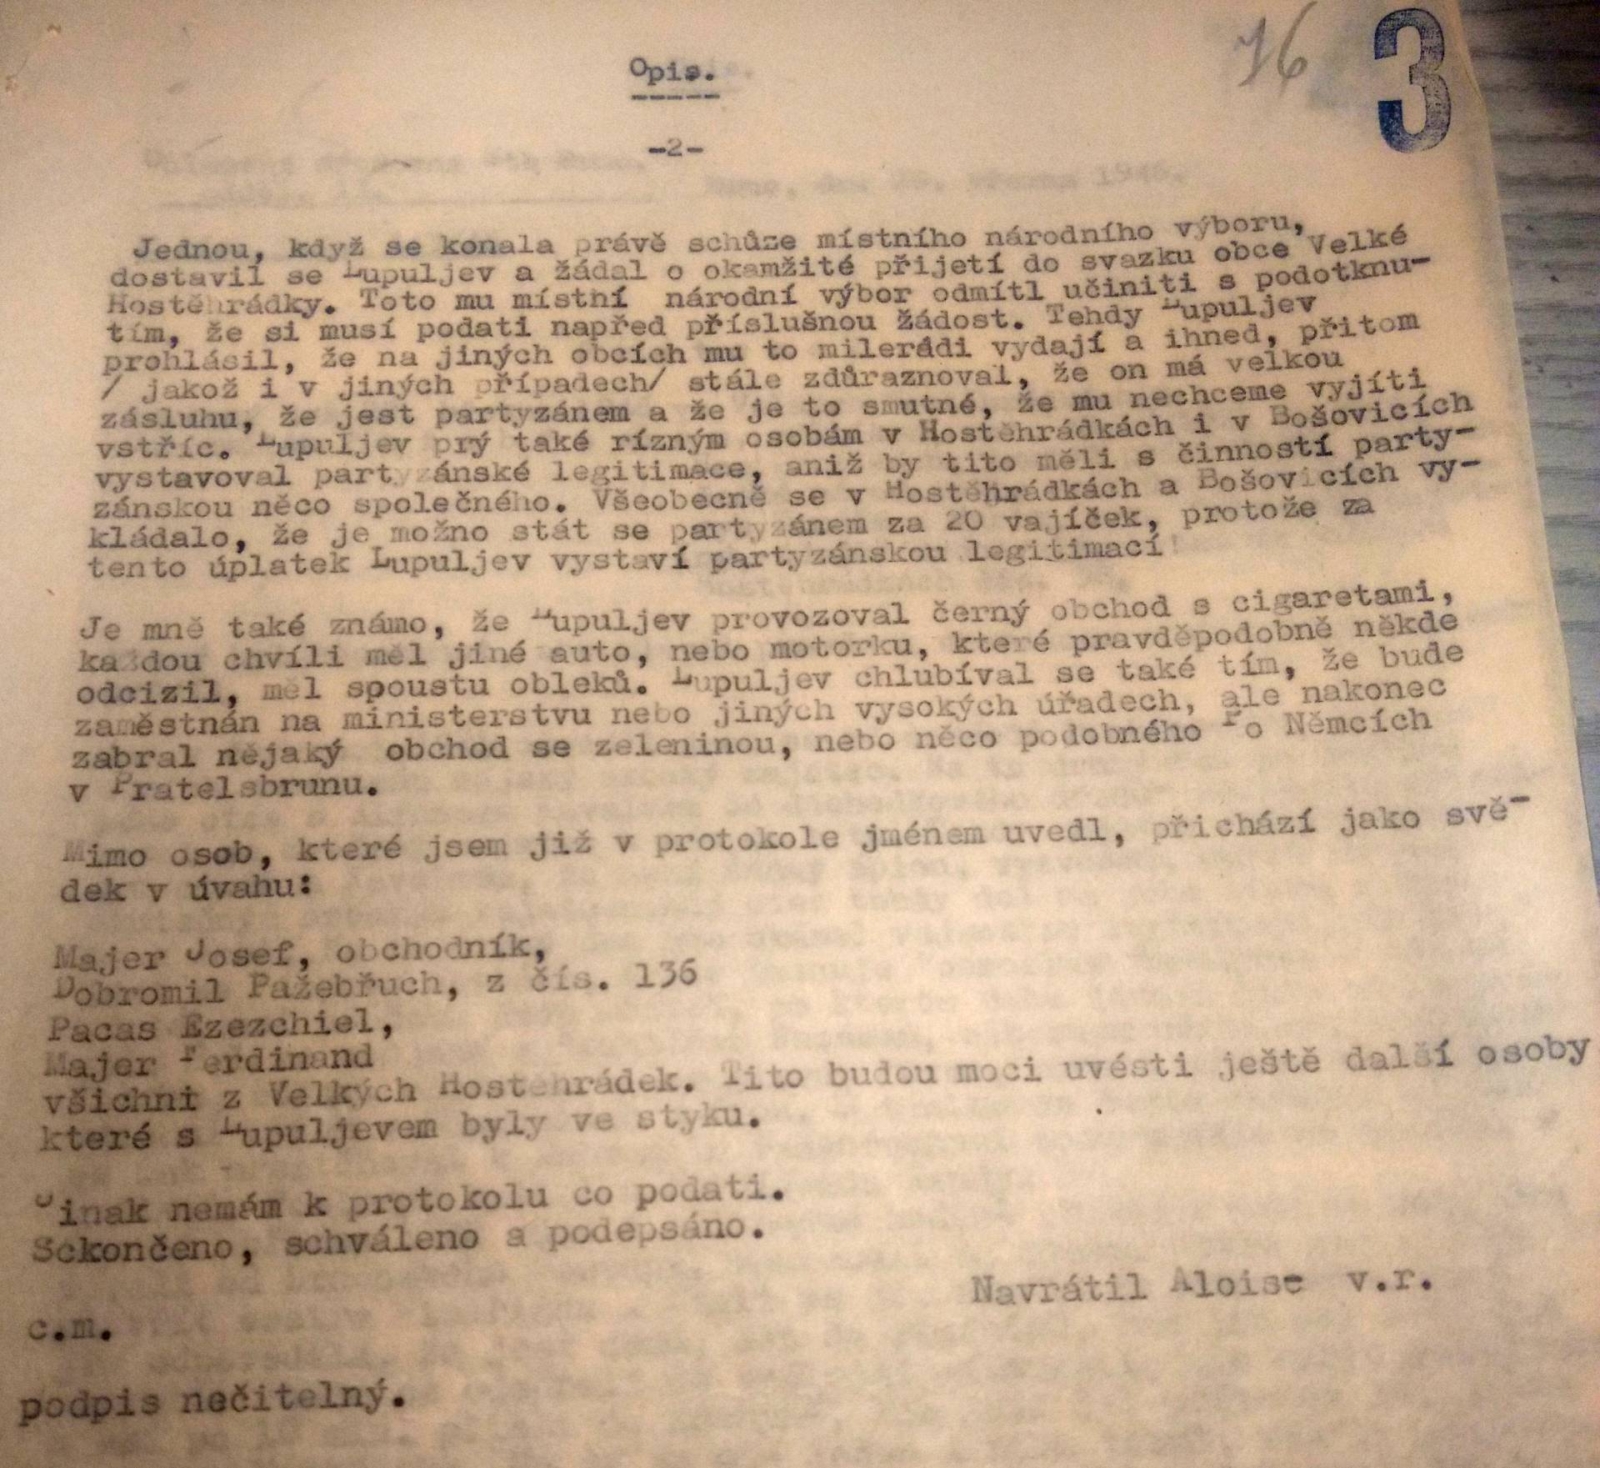 76 3
Opis.
-2-
Jednou, když se konala právě schůze místního národního výboru,
dostavil se Lupuljev a žádal o okamžité přijetí do svazku obce Velké
Hostěhrádky. Toto mu místní národní výbor odmítl učiniti s podotknu-
tím, že si musí podati napřed příslušnou žádost. Tehdy Lupuljev
prohlásil, že na jiných obcích mu to milerádi vydají a ihned, přitom
/ jakož i v jiných případech/ stále zdůraznoval, že on má velkou
zásluhu, že jest partyzánem a že je to smutné, že mu nechceme vyjíti
vstříc. Lupuljev prý také rízným osobám v Hostěhrádkách i v Bošovicích
vystavoval partyzánské legitimace, aniž by tito měli s činností party-
zánskou něco společného. Všeobecně se v Hostěhrádkách a Bošovicích vy-
kládalo, že je možno stát se partyzánem za 20 vajíček, protože za
tento úplatek Lupuljev vystaví partyzánskou legitimací!
Je mně také známo, že Lupuljev provozoval černý obchod s cigaretami,
každou chvíli měl jiné auto, nebo motorku, které pravděpodobně někde
odcizil, měl spoustu obleků. Lupuljev chlubíval se také tím, že bude
zaměstnán na ministerstvu nebo jiných vysokých úřadech, ale nakonec
zabral nějaký obchod se zeleninou, nebo něco podobného Po Němcích
v Pratelsbrunu.
Mimo osob, které jsem již v protokole jménem uvedl, přichází jako svě-
dek v úvahu:
Majer Josef, obchodník,
Dobromil Pažebřuch, z čís. 136
Pacas Ezezchiel,
Majer Ferdinand
všichni z Velkých Hostehrádek. Tito budou moci uvésti ještě další osoby
které s Lupuljevem byly ve styku.
Jinak nemám k protokolu co podati.
Sckončeno, schváleno a podepsáno.
Navrátil Aloise v.r.
c.m.
podpis nečitelný.